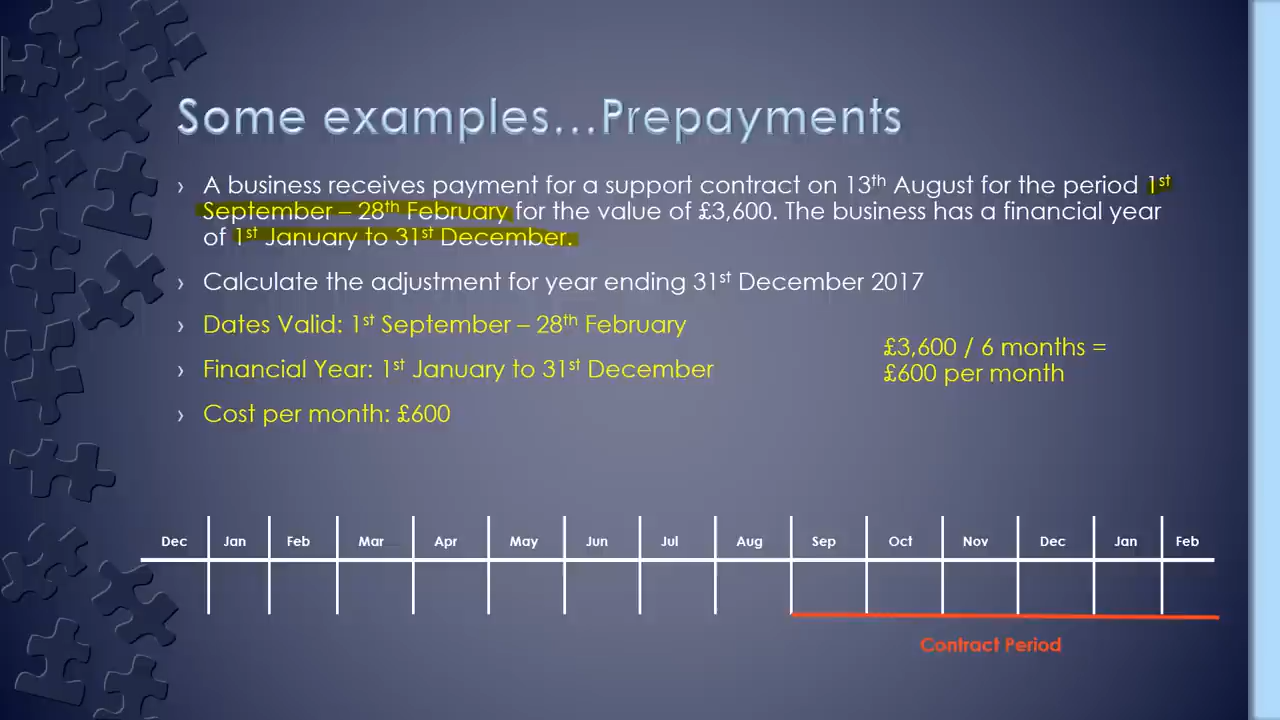 Some examples...Prepayments
› A business receives payment for a support contract on 13th August for the period 1st
September – 28th February for the value of £3,600. The business has a financial year
of 1st January to 31st December.
› Calculate the adjustment for year ending 31st December 2017
› Dates Valid: 1st September – 28th February
› Financial Year: 1st January to 31st December
› Cost per month: £600
£3,600 / 6 months =
£600 per month
Dec Jan Feb Mar Apr May Jun Jul Aug Sep Oct Nov Dec Jan Feb
Contract Period